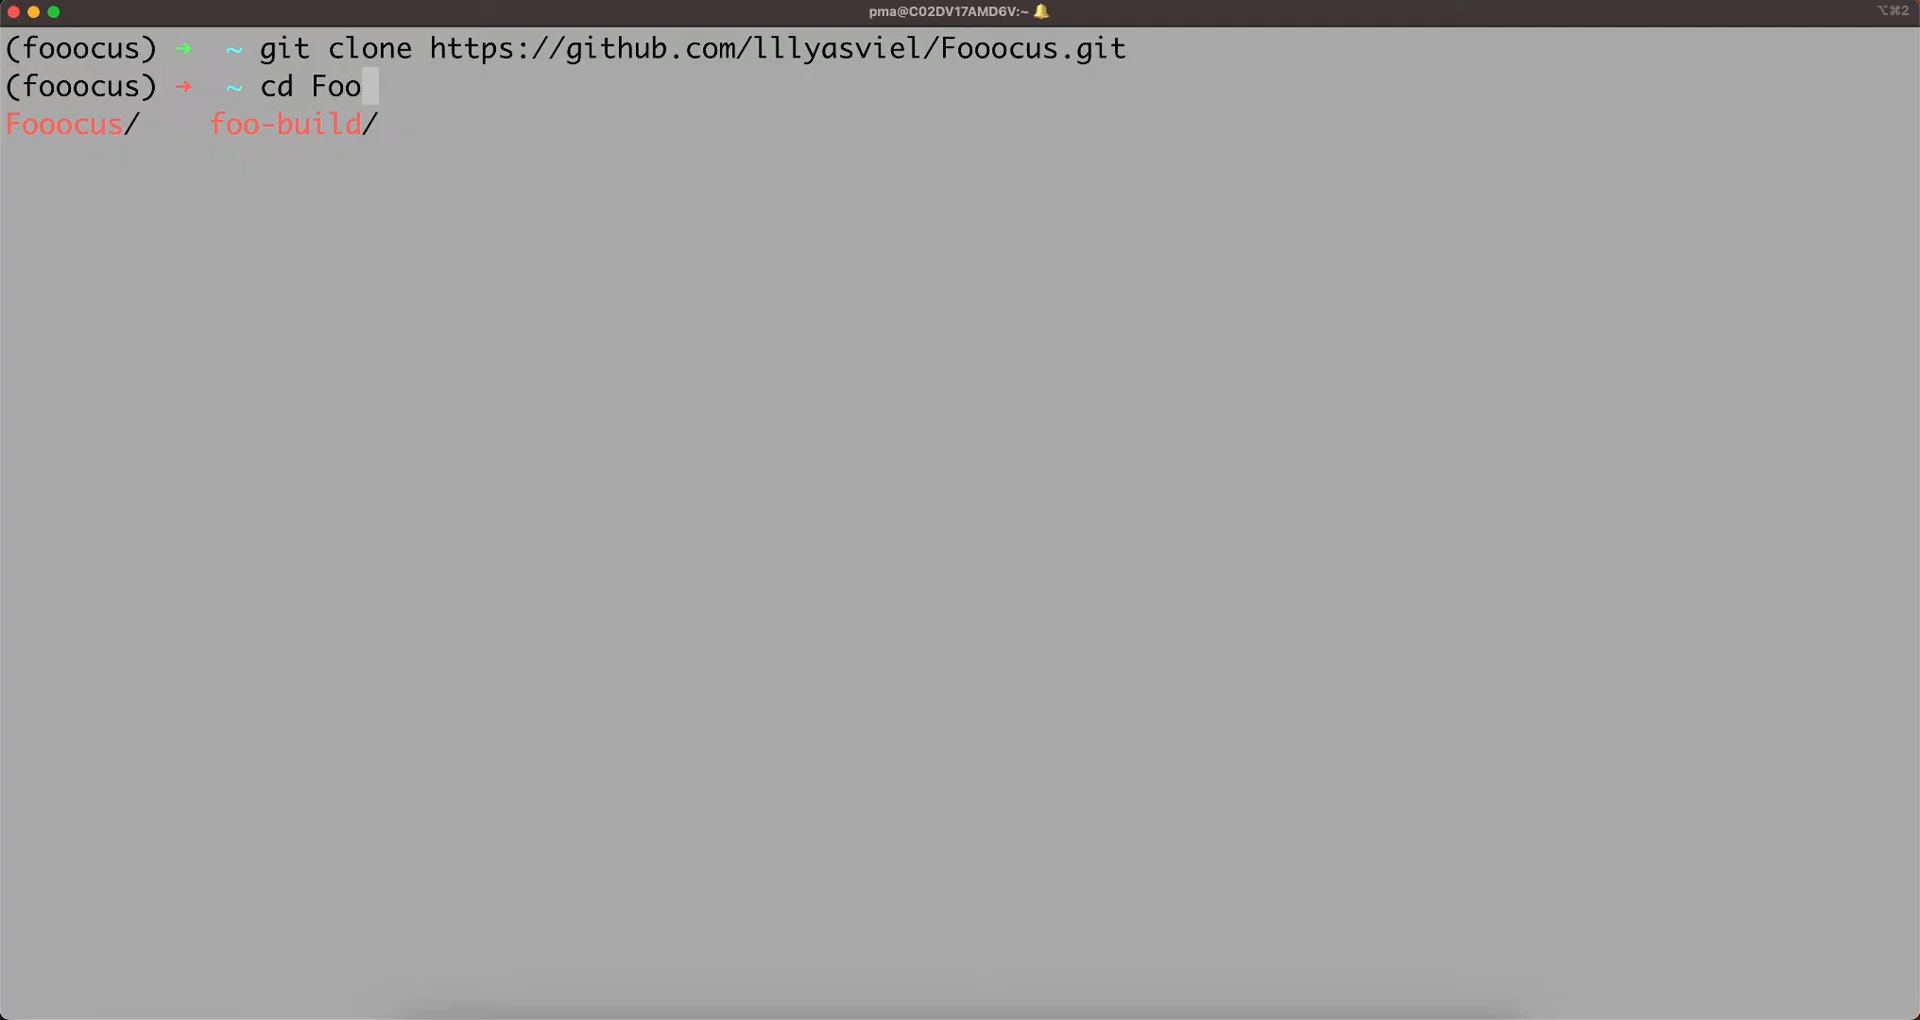 pma@C02DV17AMD6V:~ 🔔
⌥⌘2
(fooocus) ➜ ~ git clone https://github.com/lllyasviel/Fooocus.git
(fooocus) ➜ ~ cd Foo
Fooocus/ foo-build/